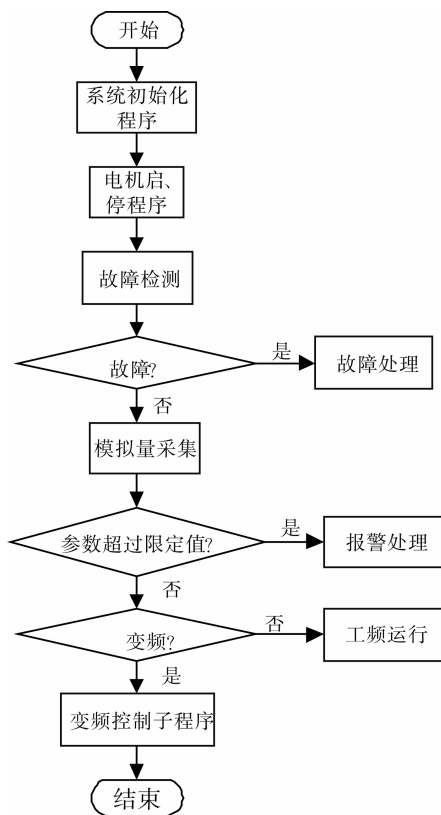 开始
系统初始化
程序
电机启、
停程序
故障检测
故障?
是
故障处理
否
模拟量采集
参数超过限定值?
是
报警处理
否
变频?
否
工频运行
是
变频控制子程序
结束